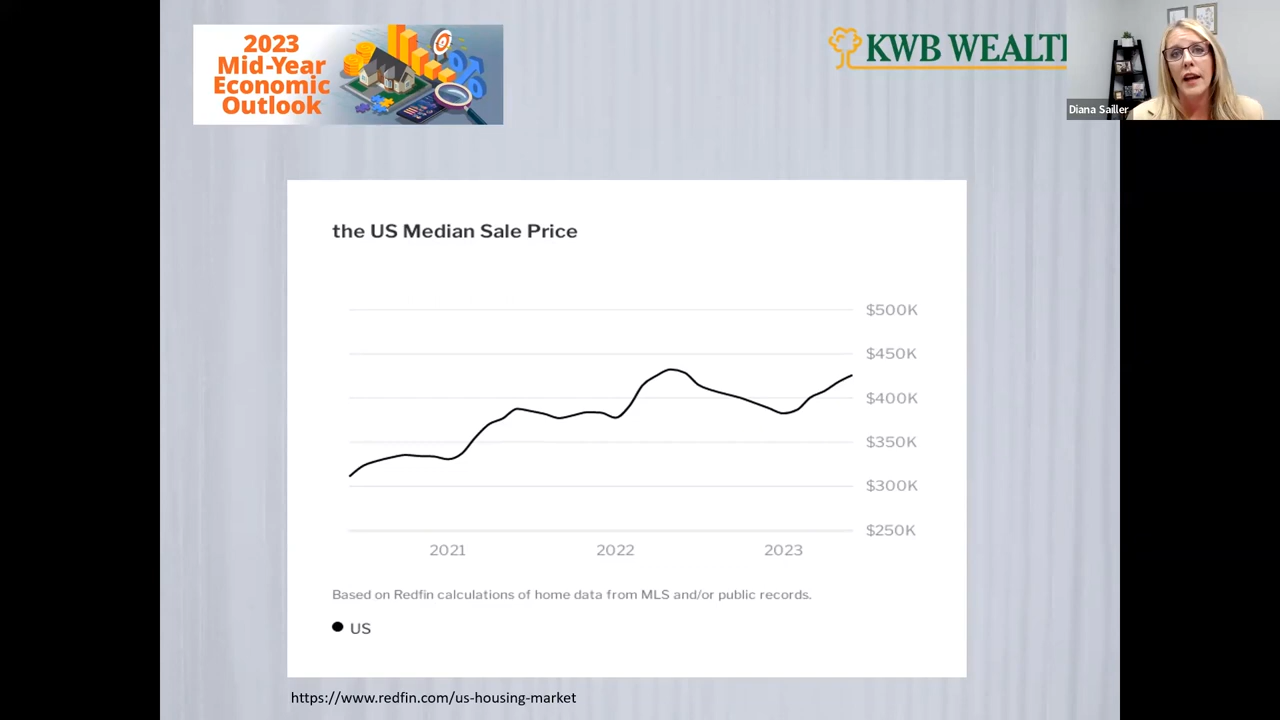 2023
Mid-Year
Economic
Outlook
%
KWB WEALT
Diana Sailler
the US Median Sale Price
$500K
$450K
$400K
$350K
$300K
$250K
2021
2022
2023
Based on Redfin calculations of home data from MLS and/or public records.
US
https://www.redfin.com/us-housing-market